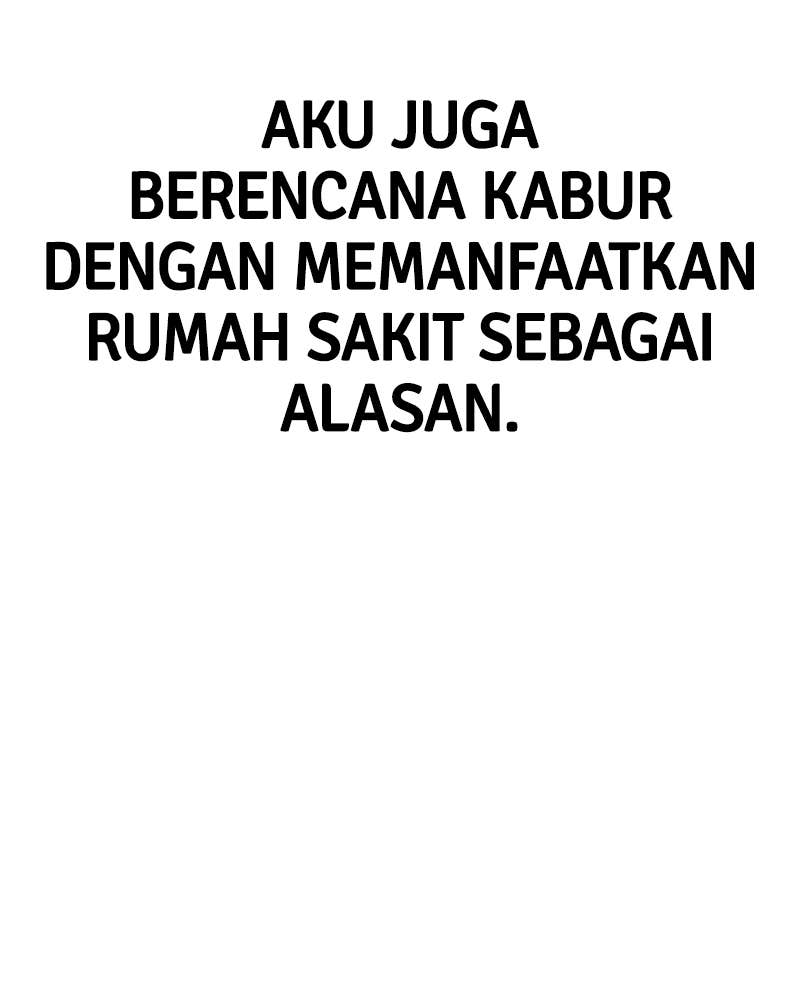 AKU JUGA
BERENCANA KABUR
DENGAN MEMANFAATKAN
RUMAH SAKIT SEBAGAI
ALASAN.